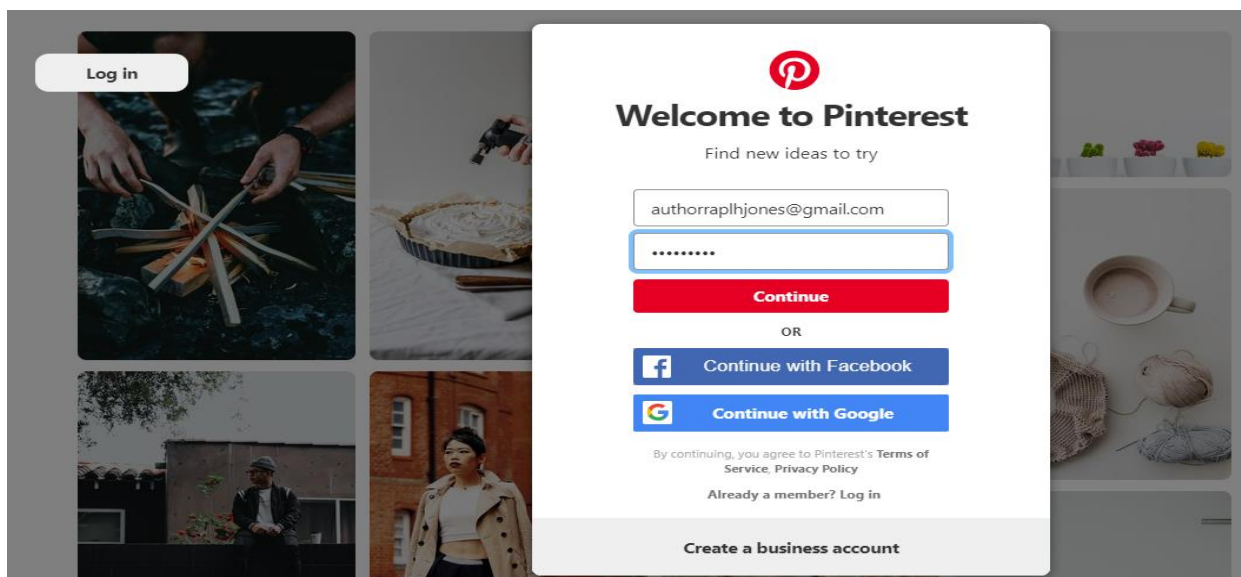 Log in
Welcome to Pinterest
Find new ideas to try
authorraplhjones@gmail.com
•••••••••
Continue
OR
Continue with Facebook
Continue with Google
By continuing, you agree to Pinterest's Terms of
Service, Privacy Policy
Already a member? Log in
Create a business account